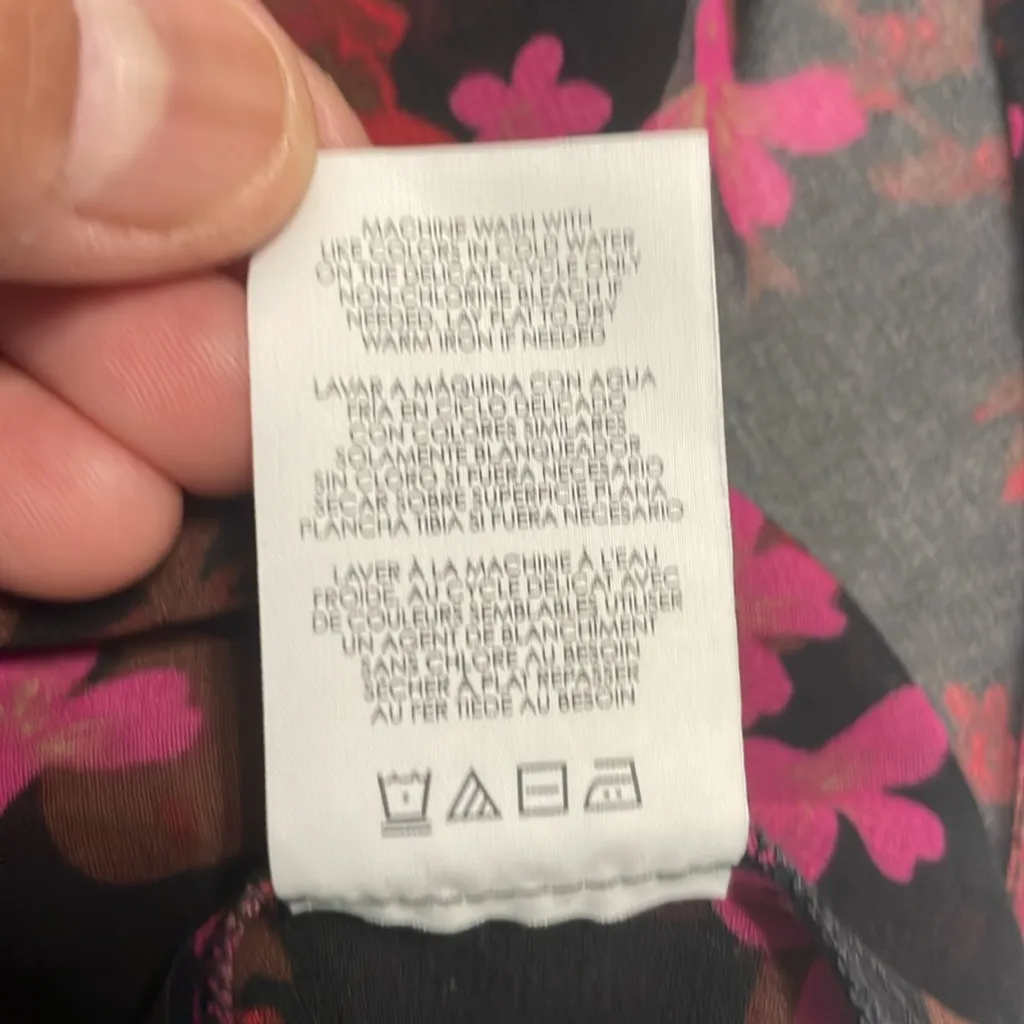 MACHINE WASH WITH
LIKE COLORS IN COLD WATER
ON THE DELICATE CYCLE ONLY
NON-CHLORINE BLEACH IF
NEEDED, LAY FLAT TO DRY
WARM IRON IF NEEDED
LAVAR A MÁQUINA CON AGUA
FRIA EN CICLO DELICADO
CON COLORES SIMILARES
SOLAMENTE BLANQUEADOR
SIN CLORO SI FUERA NECESARIO
SECAR SOBRE SUPERFICIE PLANA
PLANCHA TIBIA SI FUERA NECESARIO
LAVER À LA MACHINE À L'EAU
FROIDE, AU CYCLE DÉLICAT AVEC
DE COULEURS SEMBLABLES UTILISER
UN AGENT DE BLANCHIMENT
SANS CHLORE AU BESOIN
SÉCHER À PLAT REPASSER
AU FER TIÈDE AU BESOIN